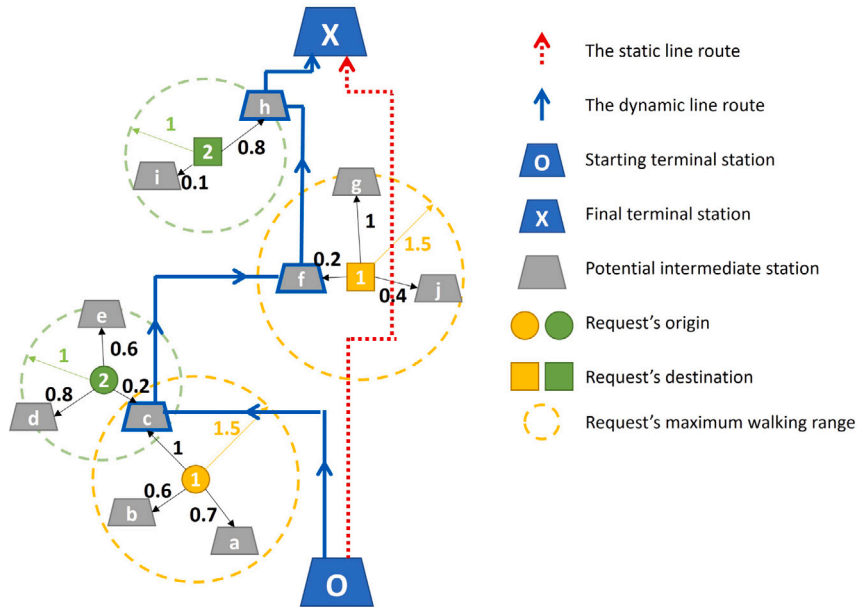 X
The static line route
h
The dynamic line route
1
2
0.8
O
Starting terminal station
i
0.1
g
X
Final terminal station
1
1.5
0.2
f
1
0.4
j
Potential intermediate station
e
Request's origin
1
0.6
2
0.2
0.8
Request's destination
d
c
1.5
Request's maximum walking range
1
1
0.6
b
0.7
a
O